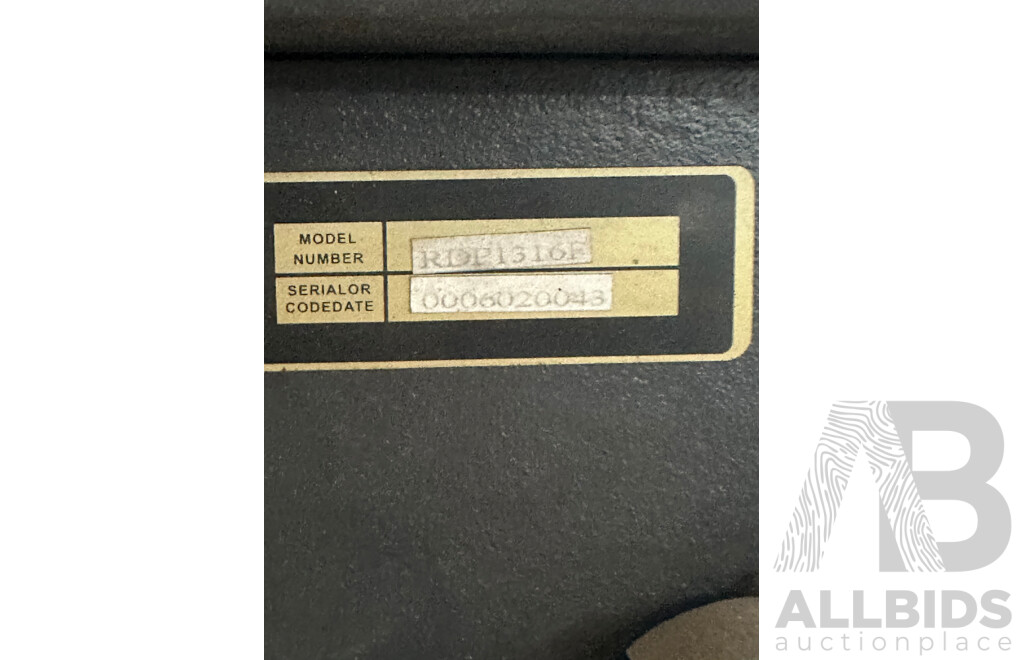 MODEL
NUMBER
RDP1316F
SERIALOR
CODEDATE
0006020043
ALLBIDS
auctionplace